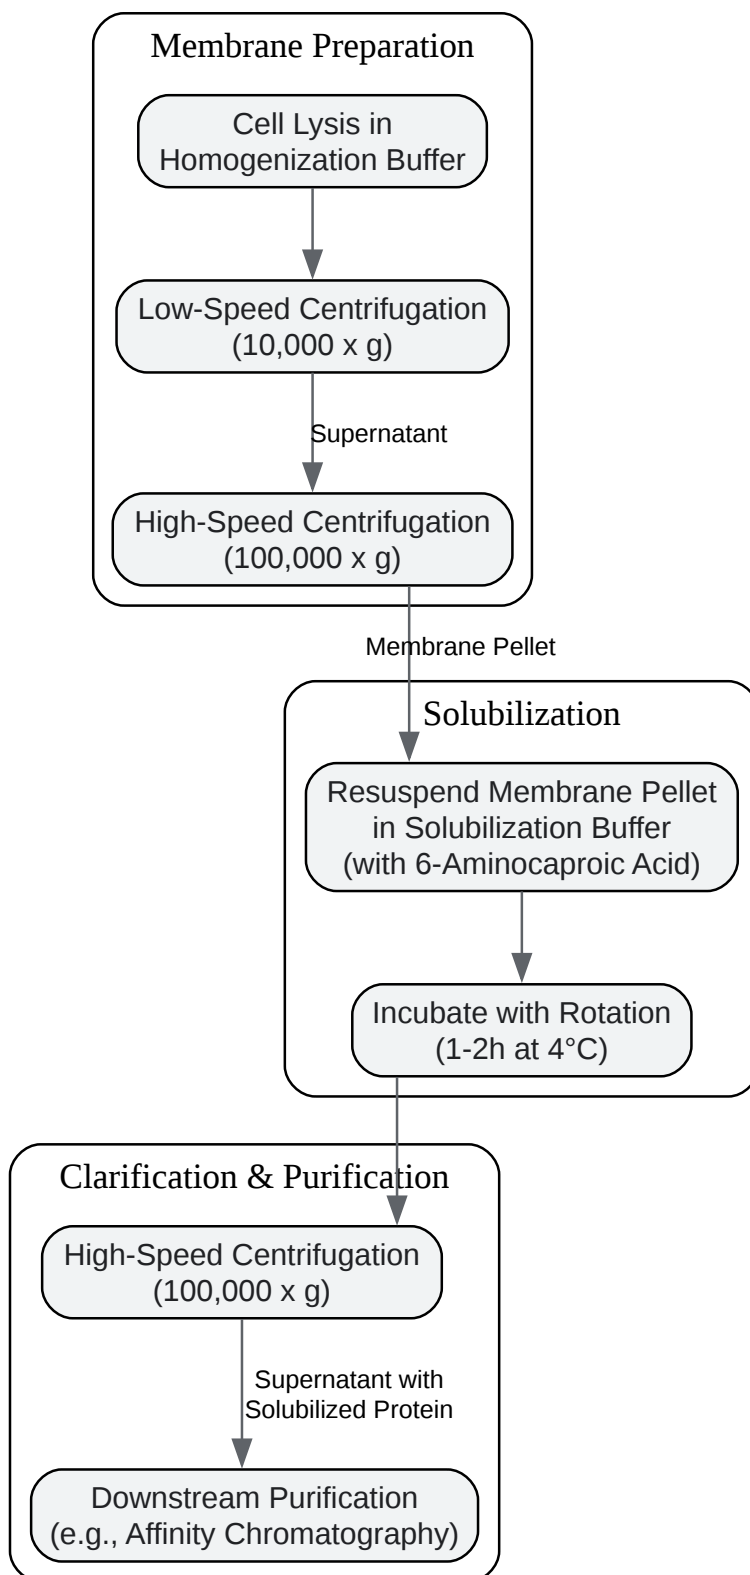 Membrane Preparation
Cell Lysis in
Homogenization Buffer
Low-Speed Centrifugation
(10,000 x g)
Supernatant
High-Speed Centrifugation
(100,000 x g)
Membrane Pellet
Solubilization
Resuspend Membrane Pellet
in Solubilization Buffer
(with 6-Aminocaproic Acid)
Incubate with Rotation
(1-2h at 4°C)
Clarification & Purification
High-Speed Centrifugation
(100,000 x g)
Supernatant with
Solubilized Protein
Downstream Purification
(e.g., Affinity Chromatography)